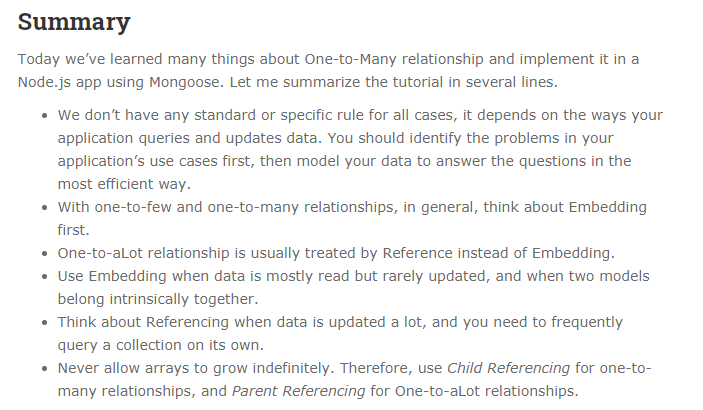 Summary
Today we've learned many things about One-to-Many relationship and implement it in a
Node.js app using Mongoose. Let me summarize the tutorial in several lines.
• We don't have any standard or specific rule for all cases, it depends on the ways your
application queries and updates data. You should identify the problems in your
application's use cases first, then model your data to answer the questions in the
most efficient way.
• With one-to-few and one-to-many relationships, in general, think about Embedding
first.
• One-to-aLot relationship is usually treated by Reference instead of Embedding.
• Use Embedding when data is mostly read but rarely updated, and when two models
belong intrinsically together.
• Think about Referencing when data is updated a lot, and you need to frequently
query a collection on its own.
• Never allow arrays to grow indefinitely. Therefore, use Child Referencing for one-to-
many relationships, and Parent Referencing for One-to-aLot relationships.